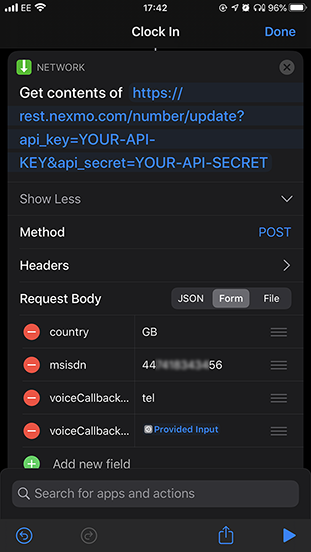 EE 17:42 96%
Clock In Done
NETWORK
Get contents of https://
rest.nexmo.com/number/update?
api_key=YOUR-API-
KEY&api_secret=YOUR-API-SECRET
Show Less
Method POST
Headers
Request Body JSON Form File
country GB
msisdn 44 56
voiceCallback... tel
voiceCallback... Provided Input
Add new field
Search for apps and actions